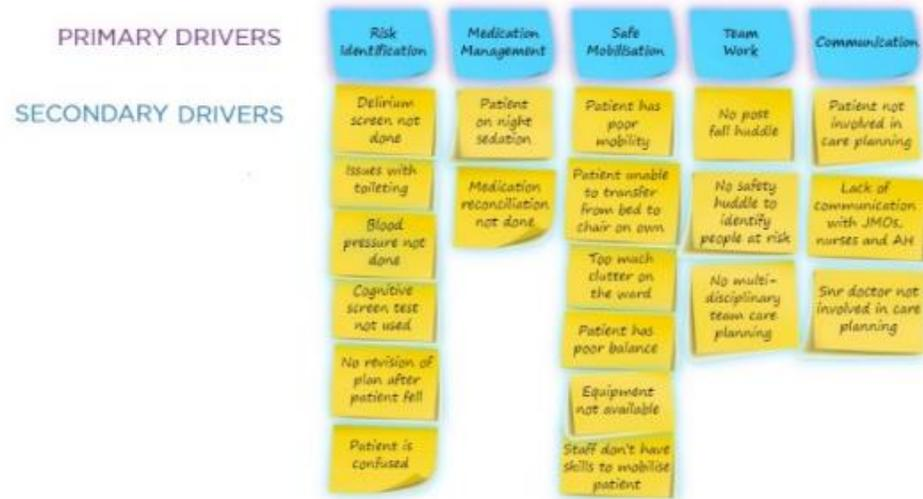 PRIMARY DRIVERS
Risk
Identification
Medication
Management
Safe
Mobilisation
Team
Work
Communication
SECONDARY DRIVERS
Delirium
screen not
done
Issues with
toileting
Blood
pressure not
done
Cognitive
screen test
not used
No revision of
plan after
patient fell
Patient is
confused
Patient
on night
sedation
Medication
reconciliation
not done
Patient has
poor
mobility
Patient unable
to transfer
from bed to
chair on own
Too much
clutter on
the ward
Patient has
poor balance
Equipment
not available
Staff don't have
skills to mobilise
patient
No post
fall huddle
No safety
huddle to
identify
people at risk
No multi-
disciplinary
team care
planning
Patient not
involved in
care planning
Lack of
communication
with JMOs,
nurses and AH
Snr doctor not
involved in care
planning